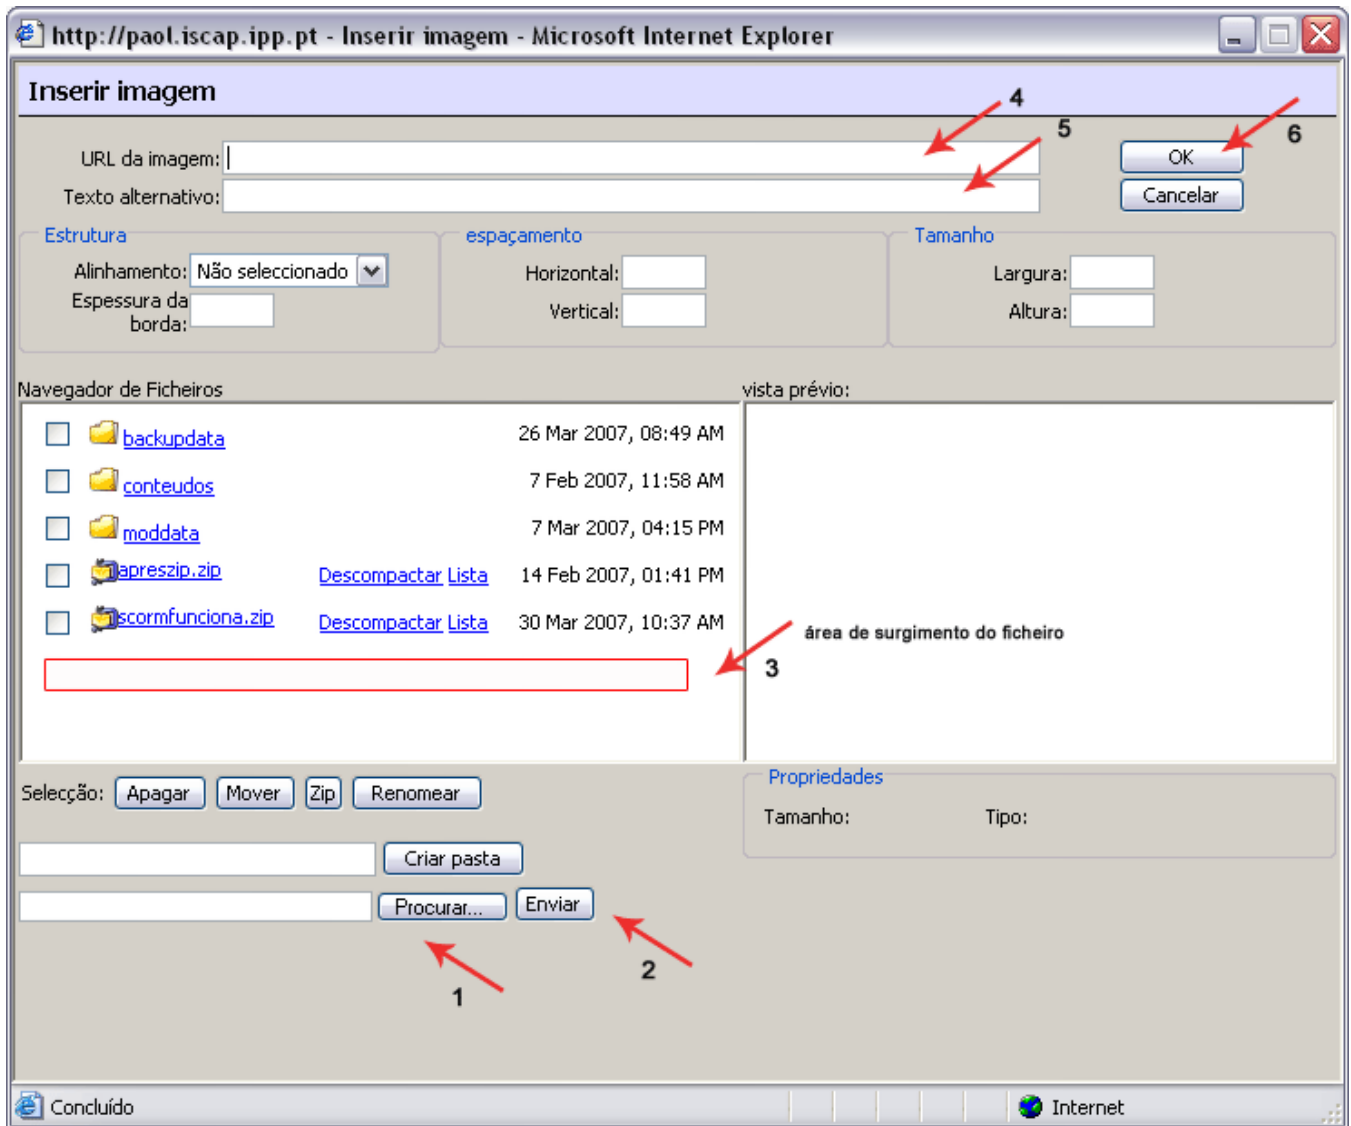 http://paol.iscap.ipp.pt - Inserir imagem - Microsoft Internet Explorer
Inserir imagem
4
5
URL da imagem:
OK
6
Texto alternativo:
Cancelar
Estrutura
espaçamento
Tamanho
Alinhamento: Não seleccionado
Horizontal:
Largura:
Espessura da
borda:
Vertical:
Altura:
Navegador de Ficheiros
vista prévio:
backupdata 26 Mar 2007, 08:49 AM
conteudos 7 Feb 2007, 11:58 AM
moddata 7 Mar 2007, 04:15 PM
apreszip.zip Descompactar Lista 14 Feb 2007, 01:41 PM
scormfunciona.zip Descompactar Lista 30 Mar 2007, 10:37 AM
área de surgimento do ficheiro
3
Selecção: Apagar Mover Zip Renomear
Propriedades
Tamanho: Tipo:
Criar pasta
Procurar... Enviar
2
1
Concluído
Internet